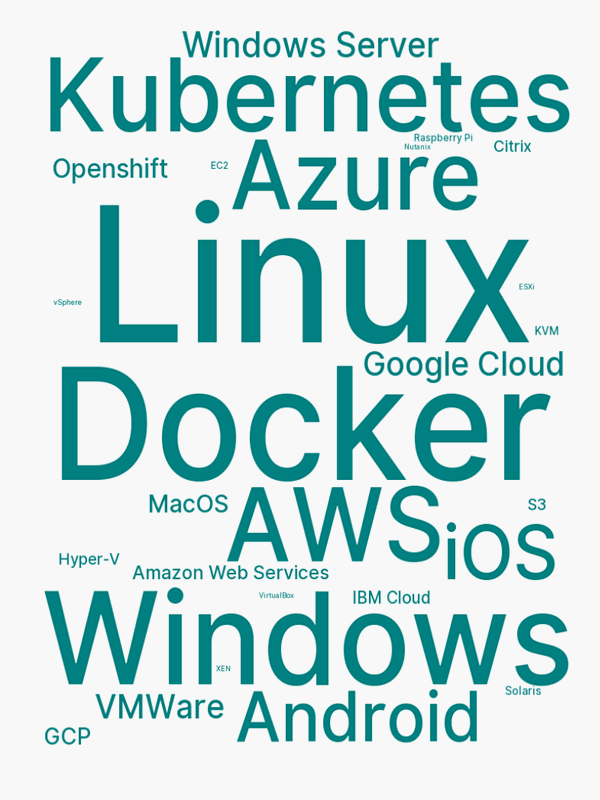 Windows Server
Kubernetes
Raspberry Pi
Nutanix
Citrix
Openshift
EC2
Azure
Linux
ESXi
vSphere
KVM
Google Cloud
Docker
MacOS
AWS
S3
iOS
Hyper-V
Amazon Web Services
VirtualBox
IBM Cloud
Windows
XEN
Solaris
VMWare
Android
GCP